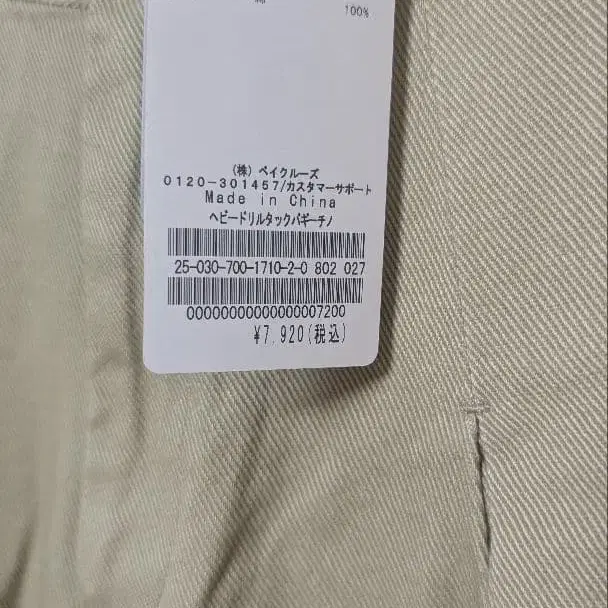 綿 100%
(株) ベイクルーズ
0120-301457/カスタマーサポート
Made in China
ヘビードリルタックバギーチノ
25-030-700-1710-2-0 802 027
00000000000000007200
¥7,920(税込)